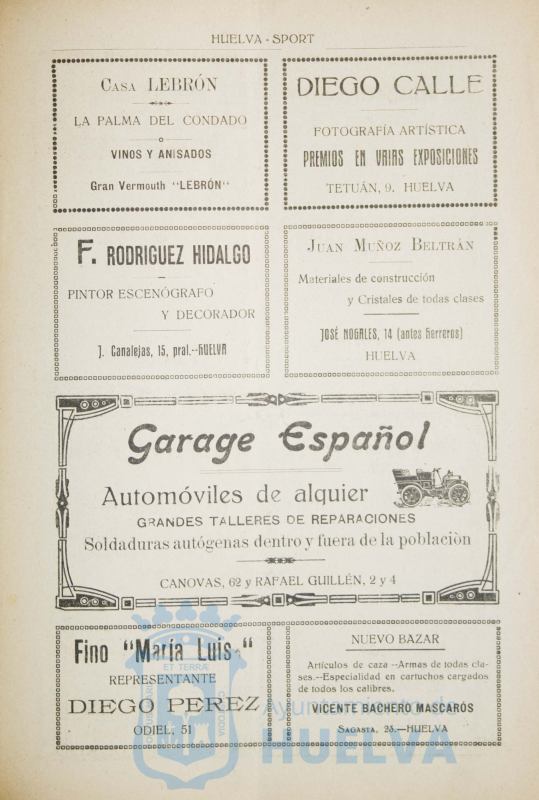 HUELVA - SPORT
CASA LEBRÓN
LA PALMA DEL CONDADO
VINOS Y ANISADOS
Gran Vermouth "LEBRÓN"
DIEGO CALLE
FOTOGRAFÍA ARTÍSTICA
PREMIOS EN VRIAS EXPOSICIONES
TETUÁN, 9. HUELVA
F. RODRIGUEZ HIDALGO
PINTOR ESCENÓGRAFO
Y DECORADOR
J. Canalejas, 15, pral.--HUELVA
JUAN MUÑOZ BELTRÁN
Materiales de construcción
y Cristales de todas clases
JOSÉ NOGALES, 14 (antes Herreros)
HUELVA
Garage Español
Automóviles de alquier
GRANDES TALLERES DE REPARACIONES
Soldaduras autógenas dentro y fuera de la poblaciòn
CANOVAS, 62 y RAFAEL GUILLÉN, 2 y 4
Fino "María Luis "
REPRESENTANTE
DIEGO PEREZ
ODIEL, 51
NUEVO BAZAR
Artículos de caza--Armas de todas cla-
ses.--Especialidad en cartuchos cargados
de todos los calibres.
VICENTE BACHERO MASCARÓS
SAGASTA, 23.—HUELVA
Ayuntamiento de
HUELVA